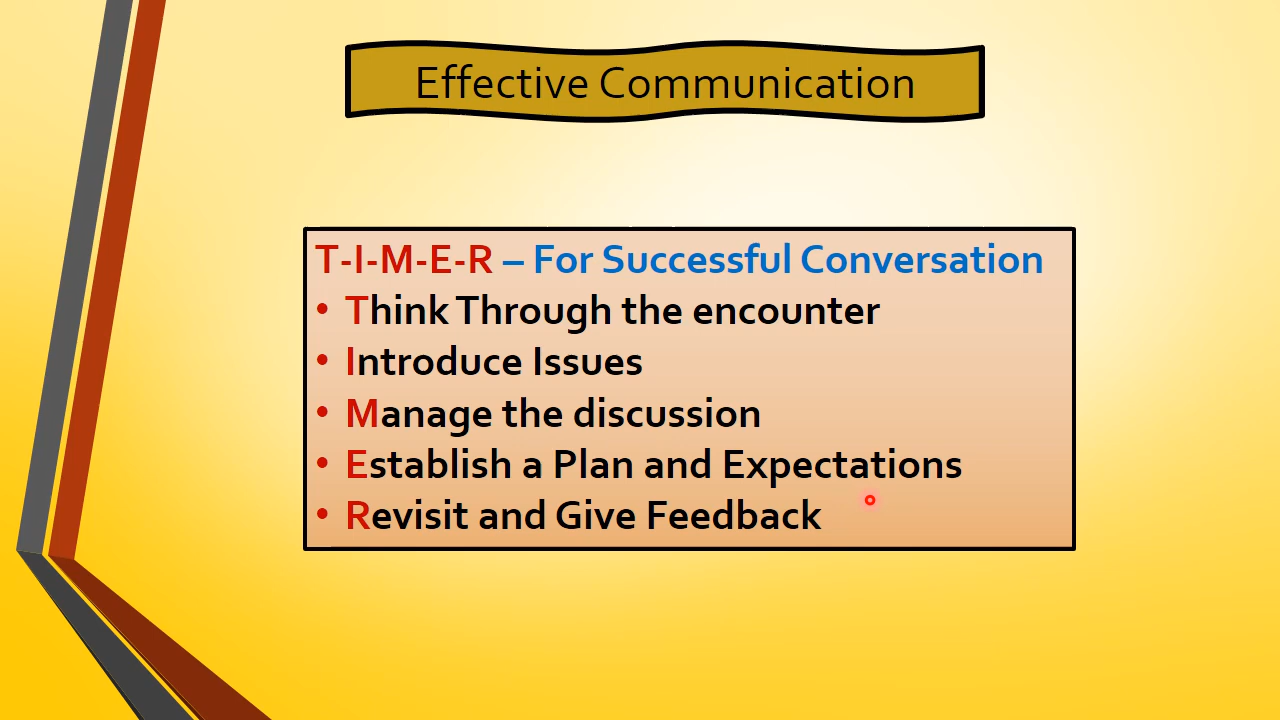 Effective Communication
T-I-M-E-R – For Successful Conversation
• Think Through the encounter
• Introduce Issues
• Manage the discussion
• Establish a Plan and Expectations
• Revisit and Give Feedback